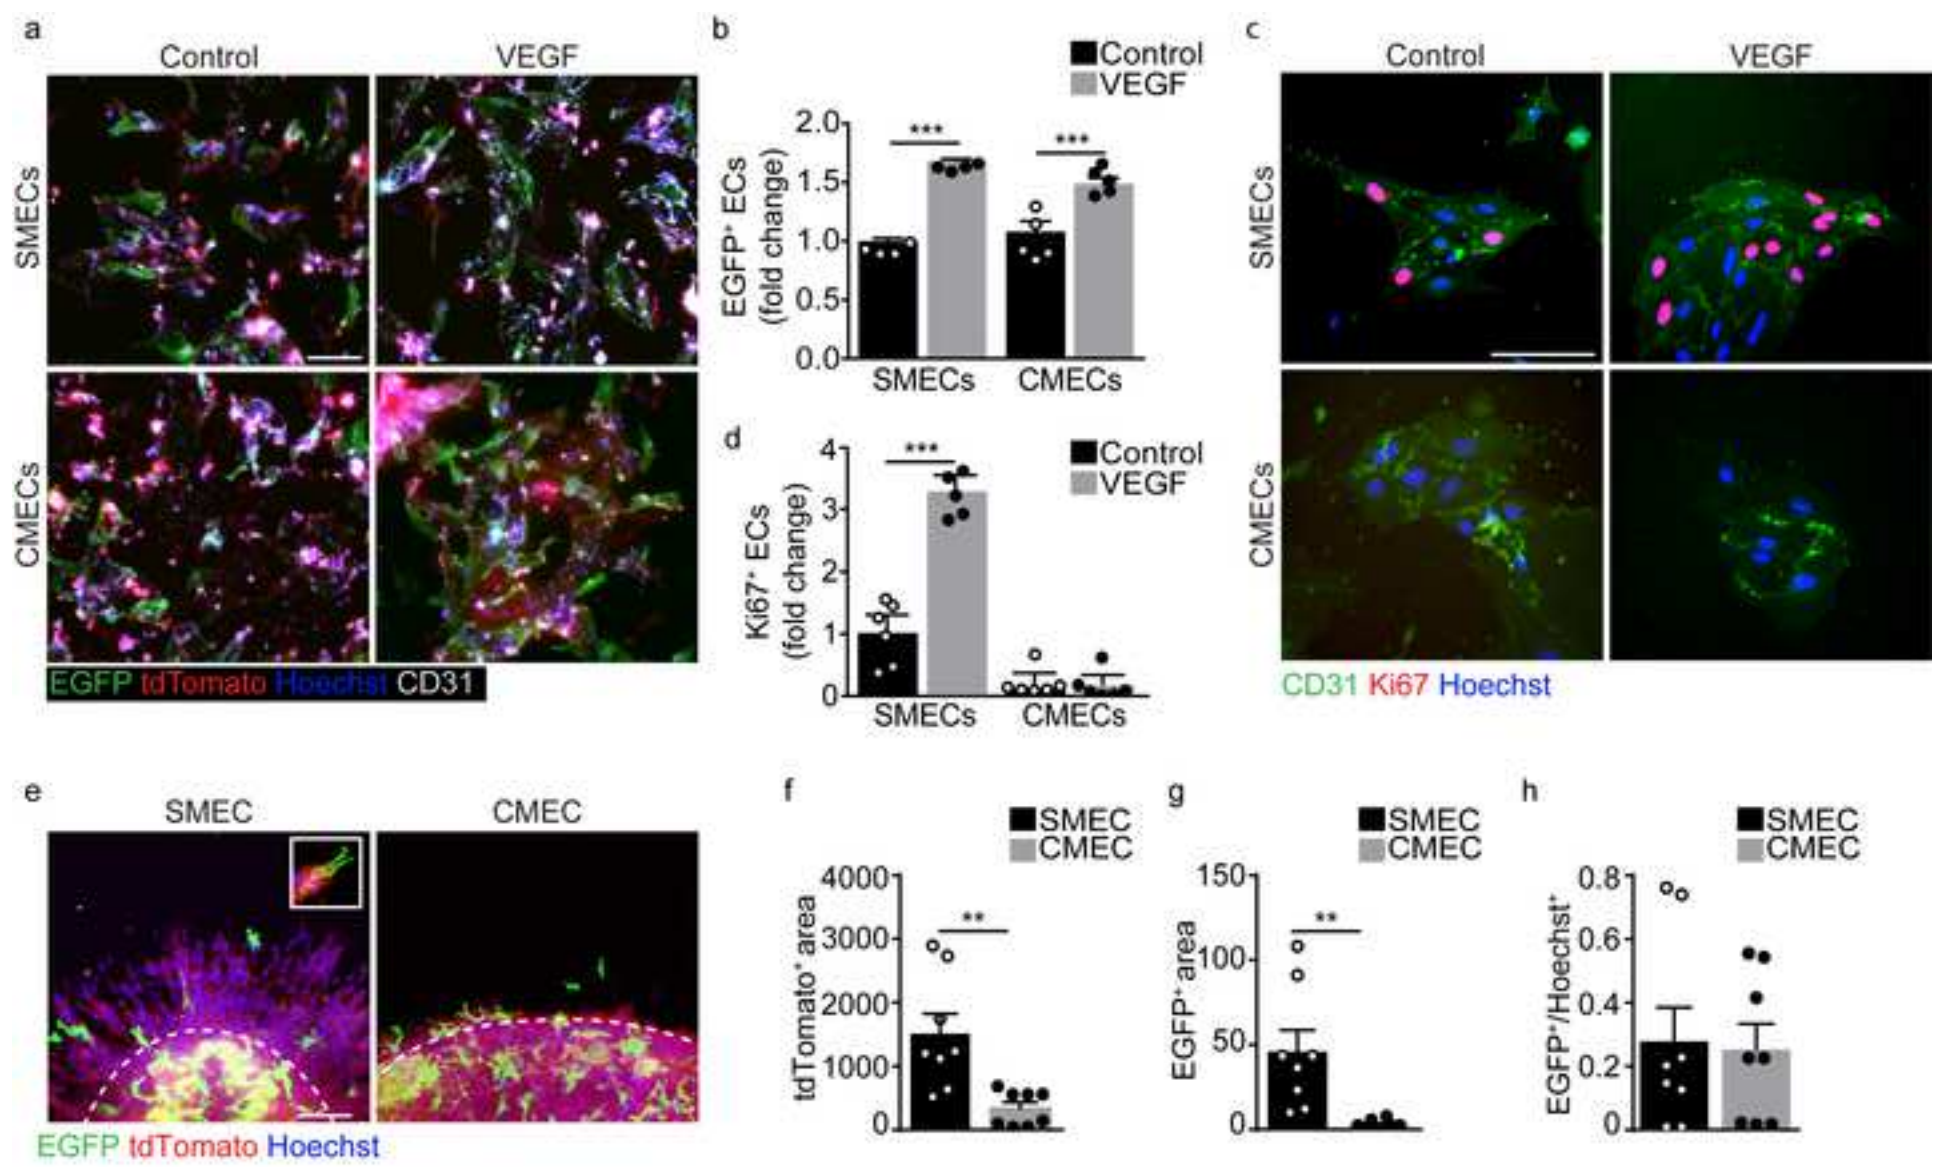 a
Control
VEGF
SMECs
CMECs
EGFP tdTomato Hoechst CD31
b
Control
VEGF
EGFP⁺ ECs
(fold change)
2.0
1.5
1.0
0.5
0.0
***
***
SMECs
CMECs
c
Control
VEGF
SMECs
CMECs
CD31 Ki67 Hoechst
d
Control
VEGF
Ki67⁺ ECs
(fold change)
4
3
2
1
0
***
SMECs
CMECs
e
SMEC
CMEC
EGFP tdTomato Hoechst
f
SMEC
CMEC
tdTomato⁺ area
4000
3000
2000
1000
0
**
g
SMEC
CMEC
EGFP⁺ area
150
100
50
0
**
h
SMEC
CMEC
EGFP⁺/Hoechst⁺
0.8
0.6
0.4
0.2
0